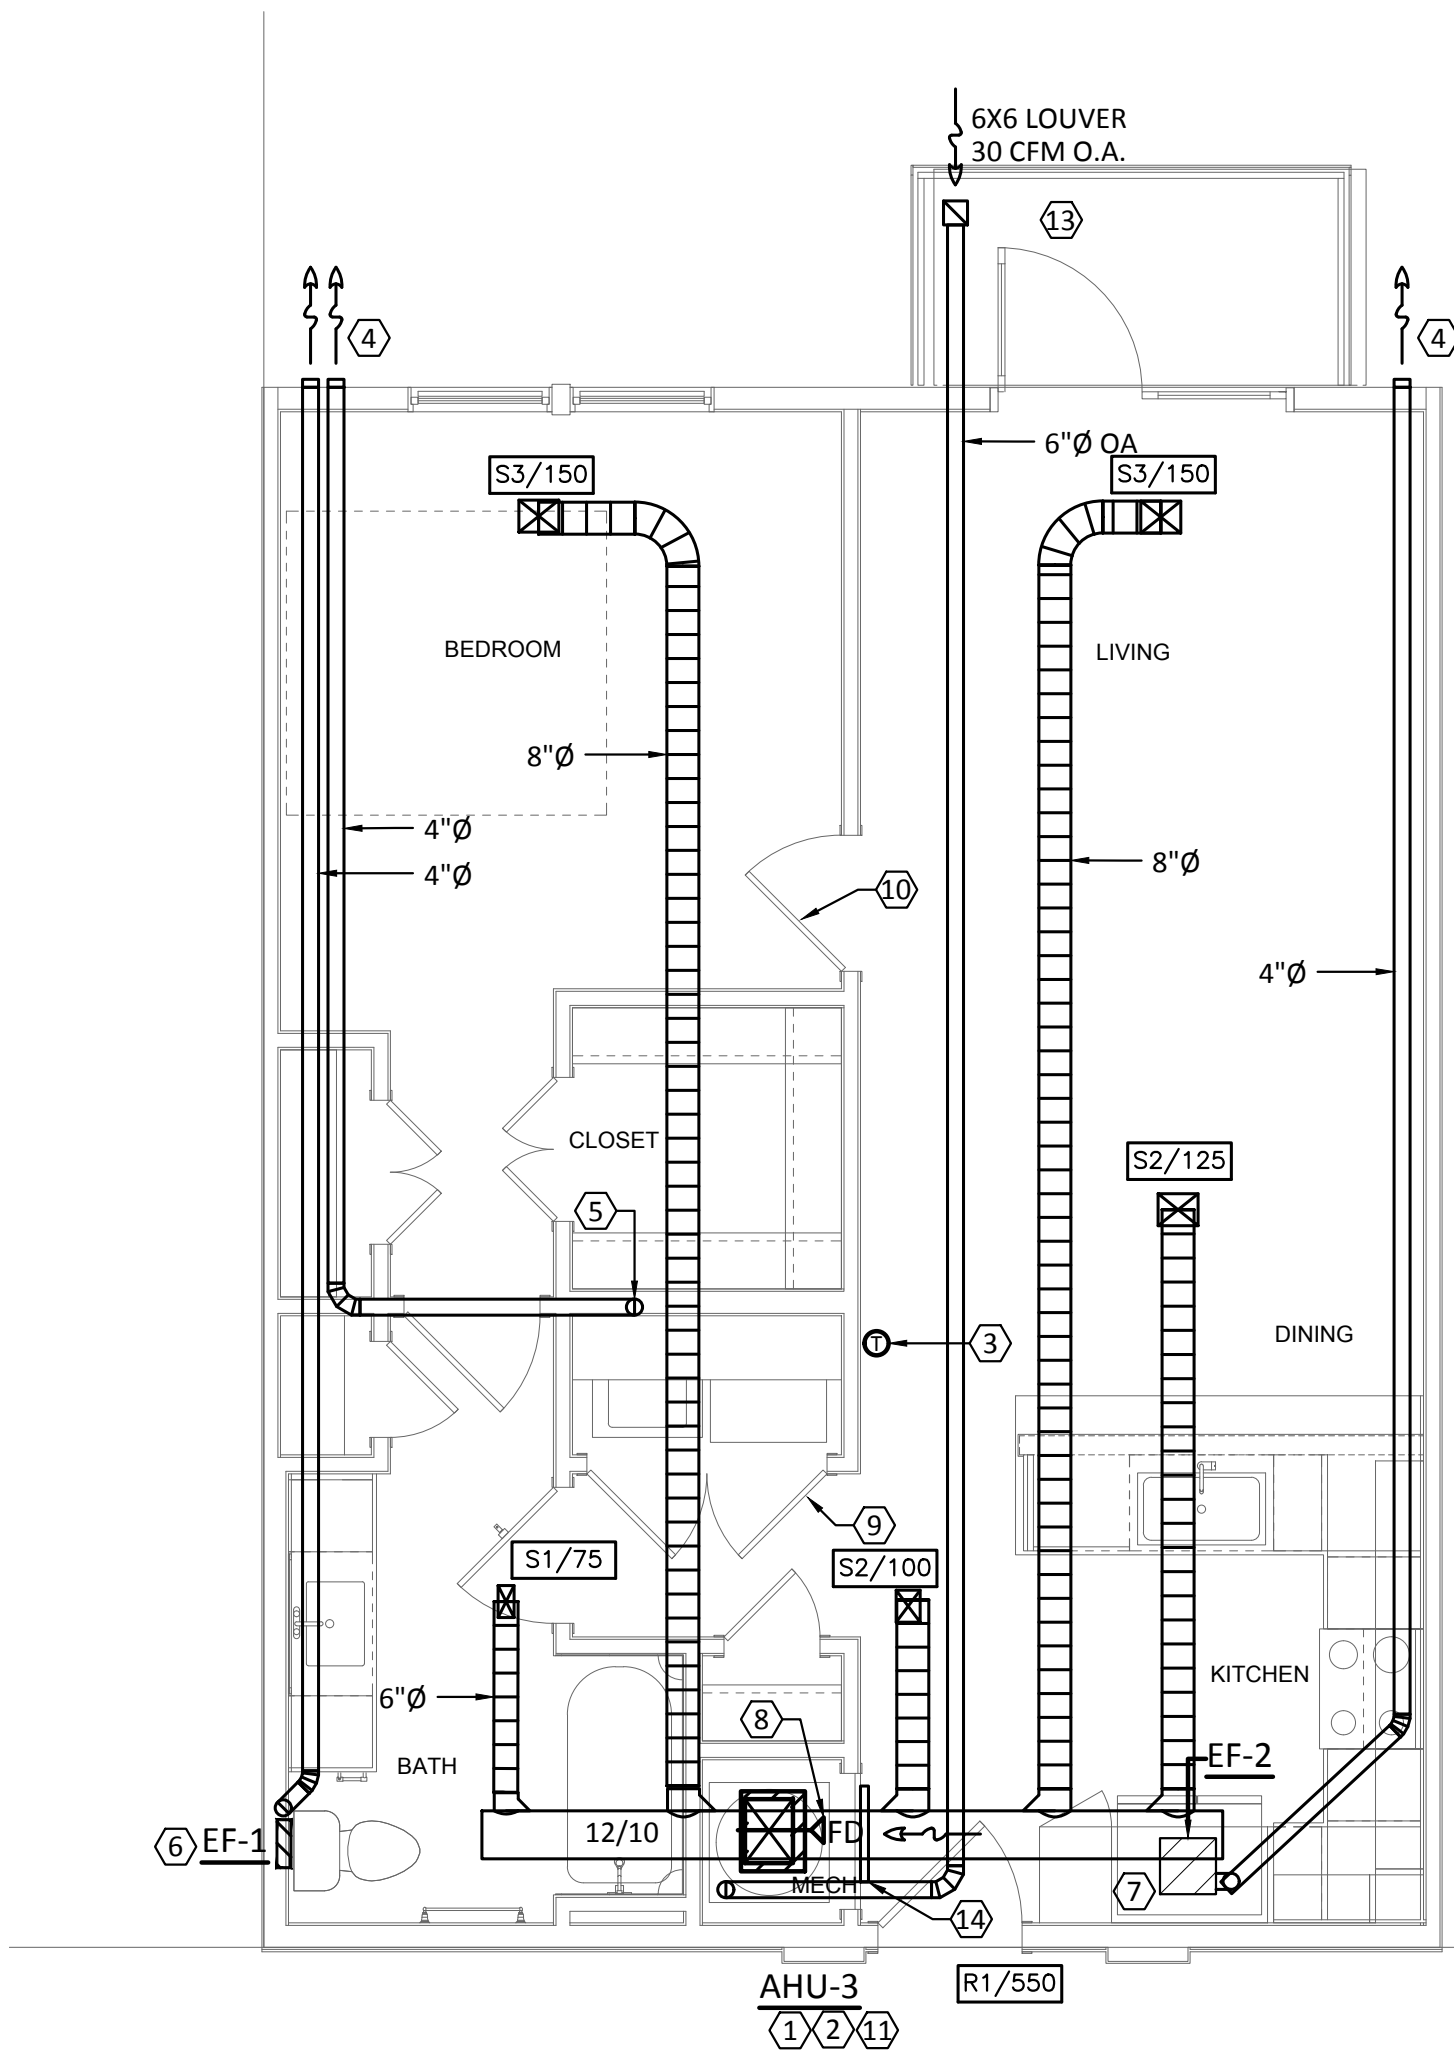 6X6 LOUVER
30 CFM O.A.
13
4
4
6"Ø OA
S3/150
S3/150
BEDROOM
LIVING
8"Ø
4"Ø
4"Ø
8"Ø
10
4"Ø
CLOSET
S2/125
5
T
3
DINING
9
S1/75
S2/100
6"Ø
KITCHEN
8
BATH
EF-2
12/10
FD
6
EF-1
MECH
7
14
AHU-3
R1/550
1
2
11